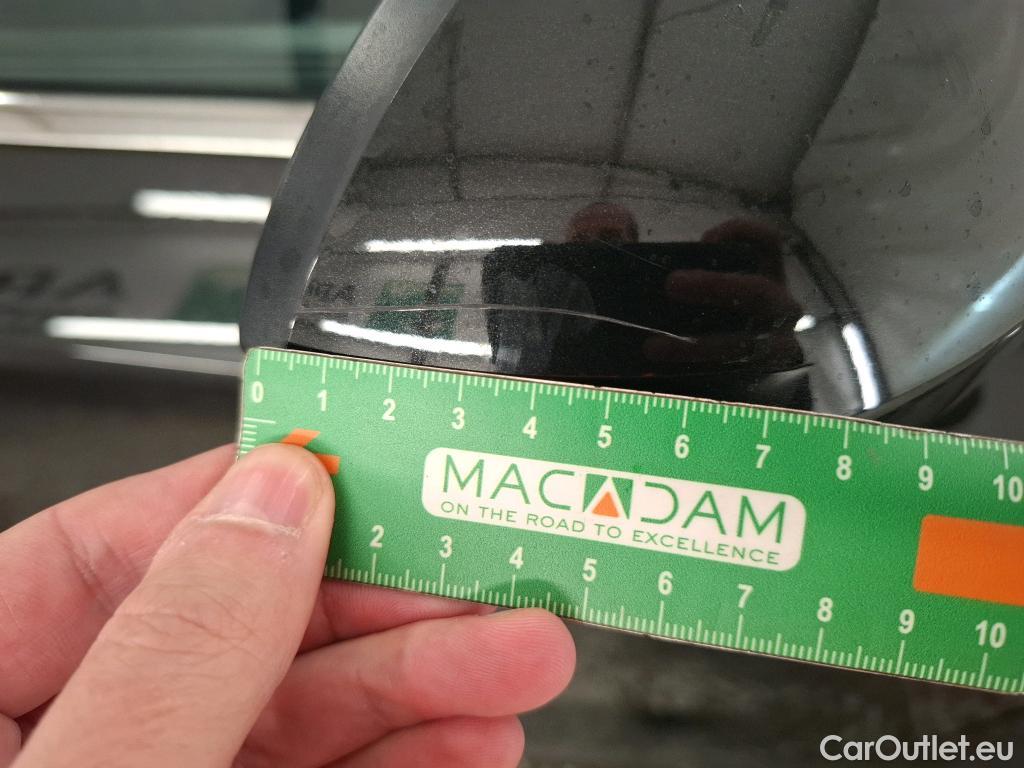 0 1 2 3 4 5 6 7 8 9 10
MACADAM
ON THE ROAD TO EXCELLENCE
2 3 4 5 6 7 8 9 10
CarOutlet.eu